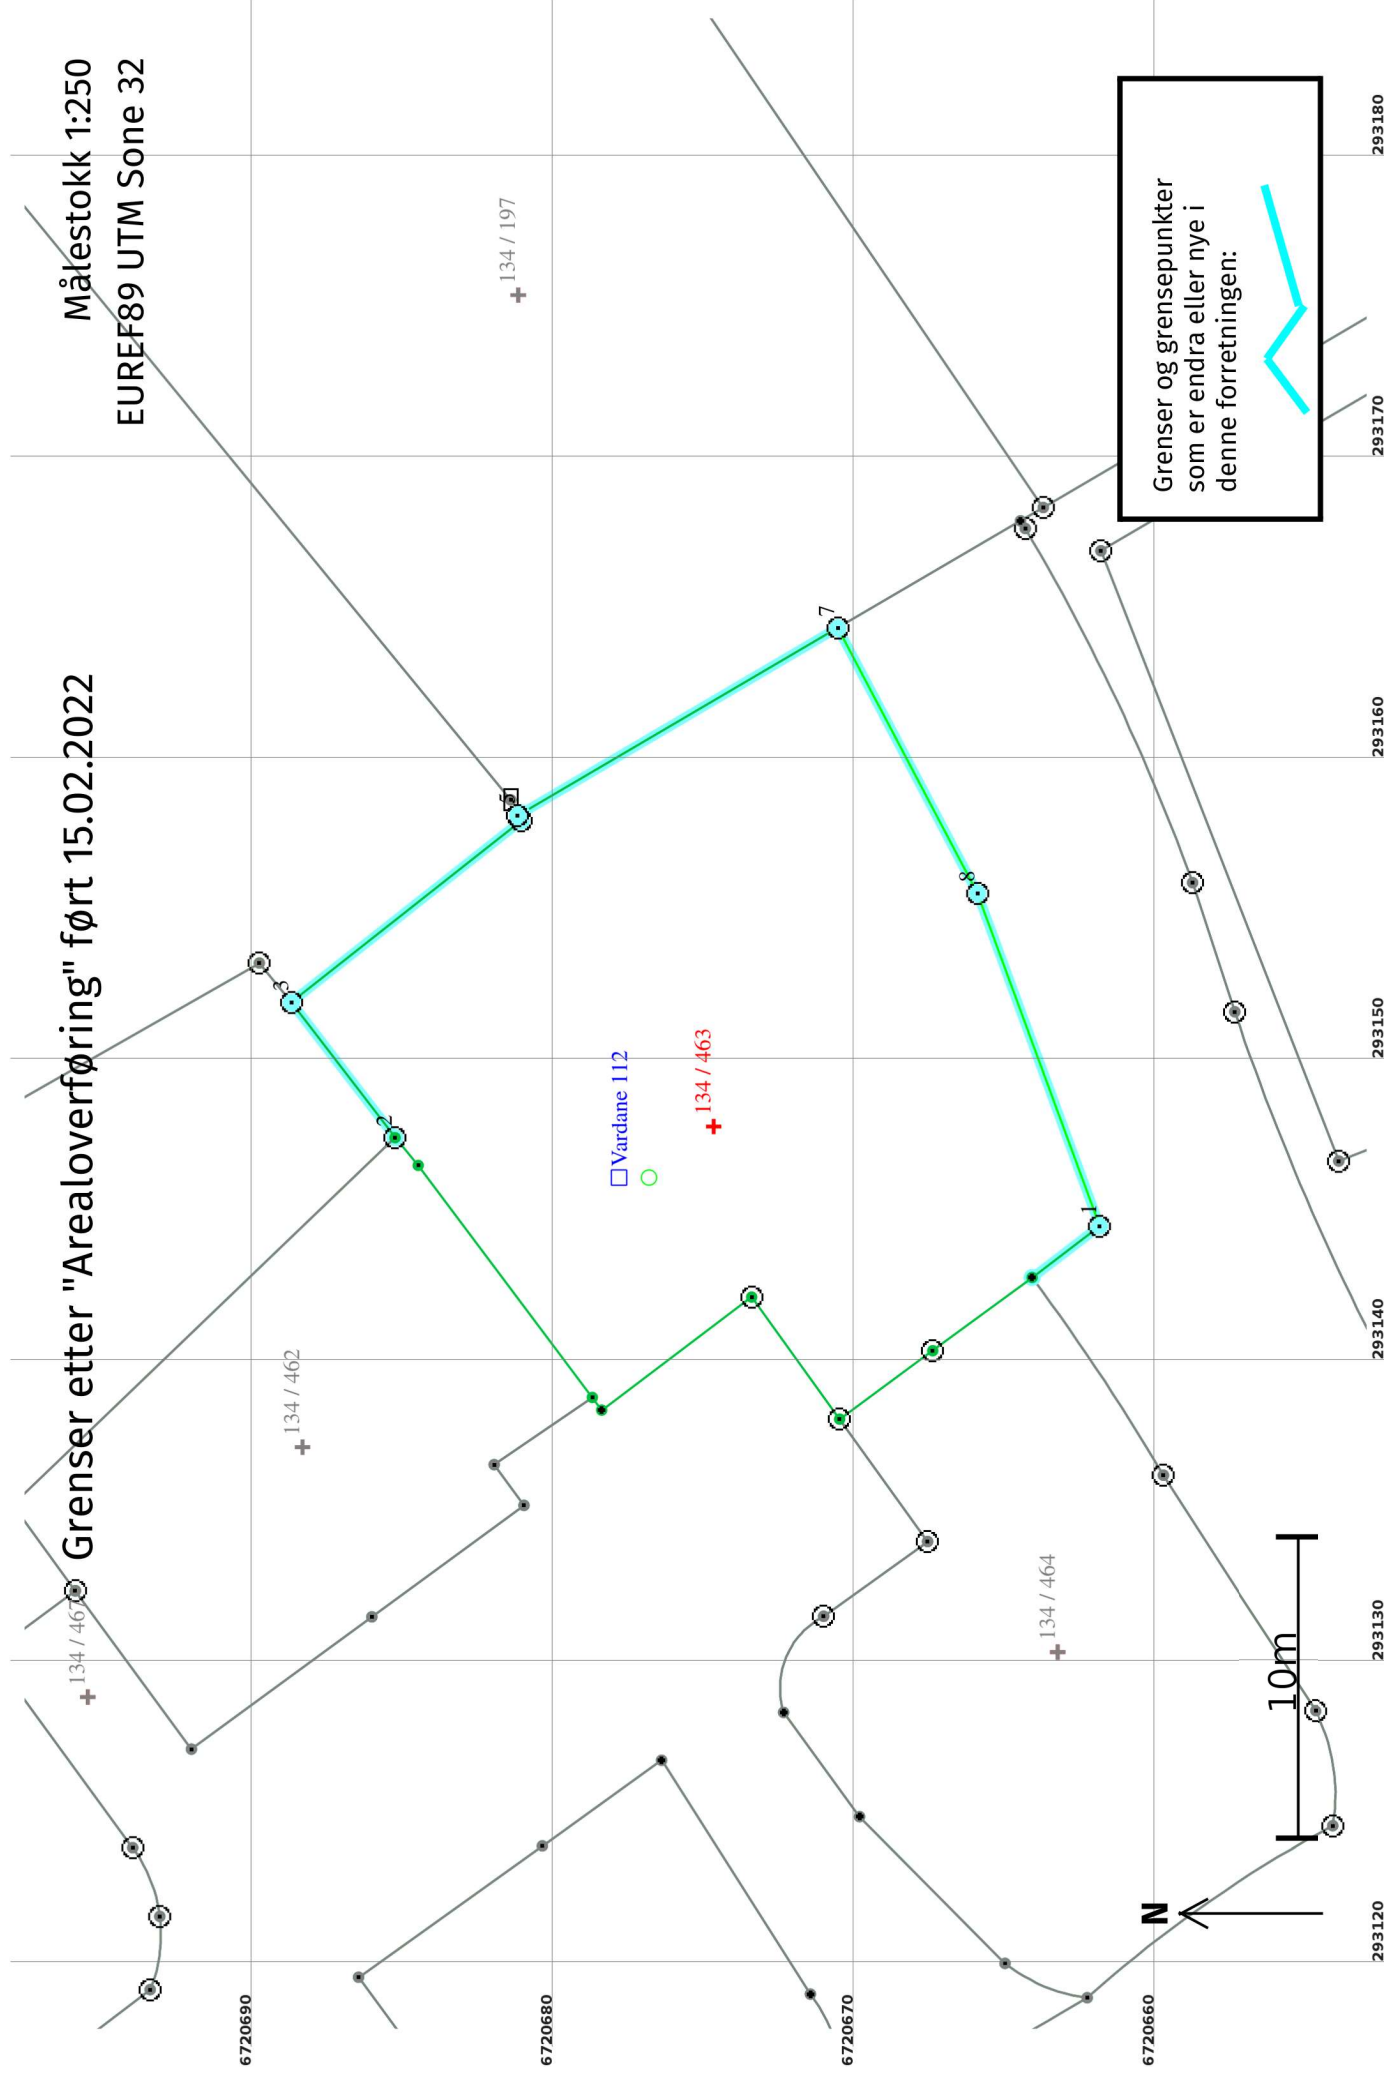 Grenser etter "Arealoverføring" ført 15.02.2022
Målestokk 1:250
EUREF89 UTM Sone 32
134 / 467
134 / 462
134 / 197
3
2
Vardane 112
134 / 463
7
8
1
134 / 464
10m
N
Grenser og grensepunkter
som er endra eller nye i
denne forretningen:
6720690
6720680
6720670
6720660
293120
293130
293140
293150
293160
293170
293180